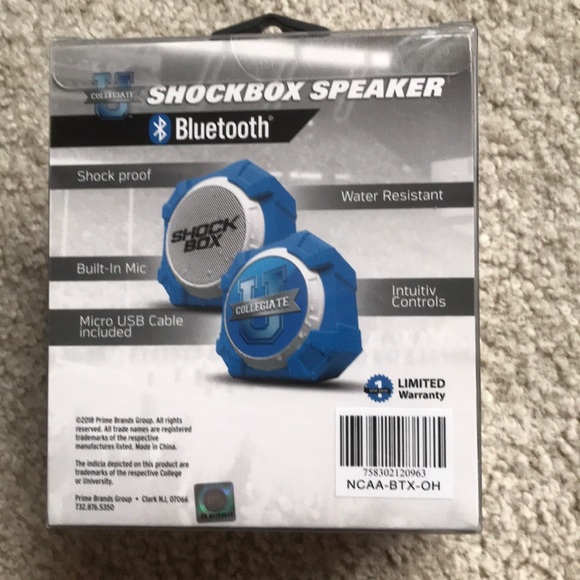 U
COLLEGIATE
SHOCKBOX SPEAKER
Bluetooth®
Shock proof
Water Resistant
SHOCK
BOX
Built-In Mic
U
COLLEGIATE
Intuitiv
Controls
Micro USB Cable
included
1
LIMITED
Warranty
©2018 Prime Brands Group. All rights
reserved. All trade names are registered
trademarks of the respective
manufactures listed. Made in China.
The indicia depicted on this product are
trademarks of the respective College
or University.
Prime Brands Group • Clark NJ, 07066
732.876.5350
758302120963
NCAA-BTX-OH